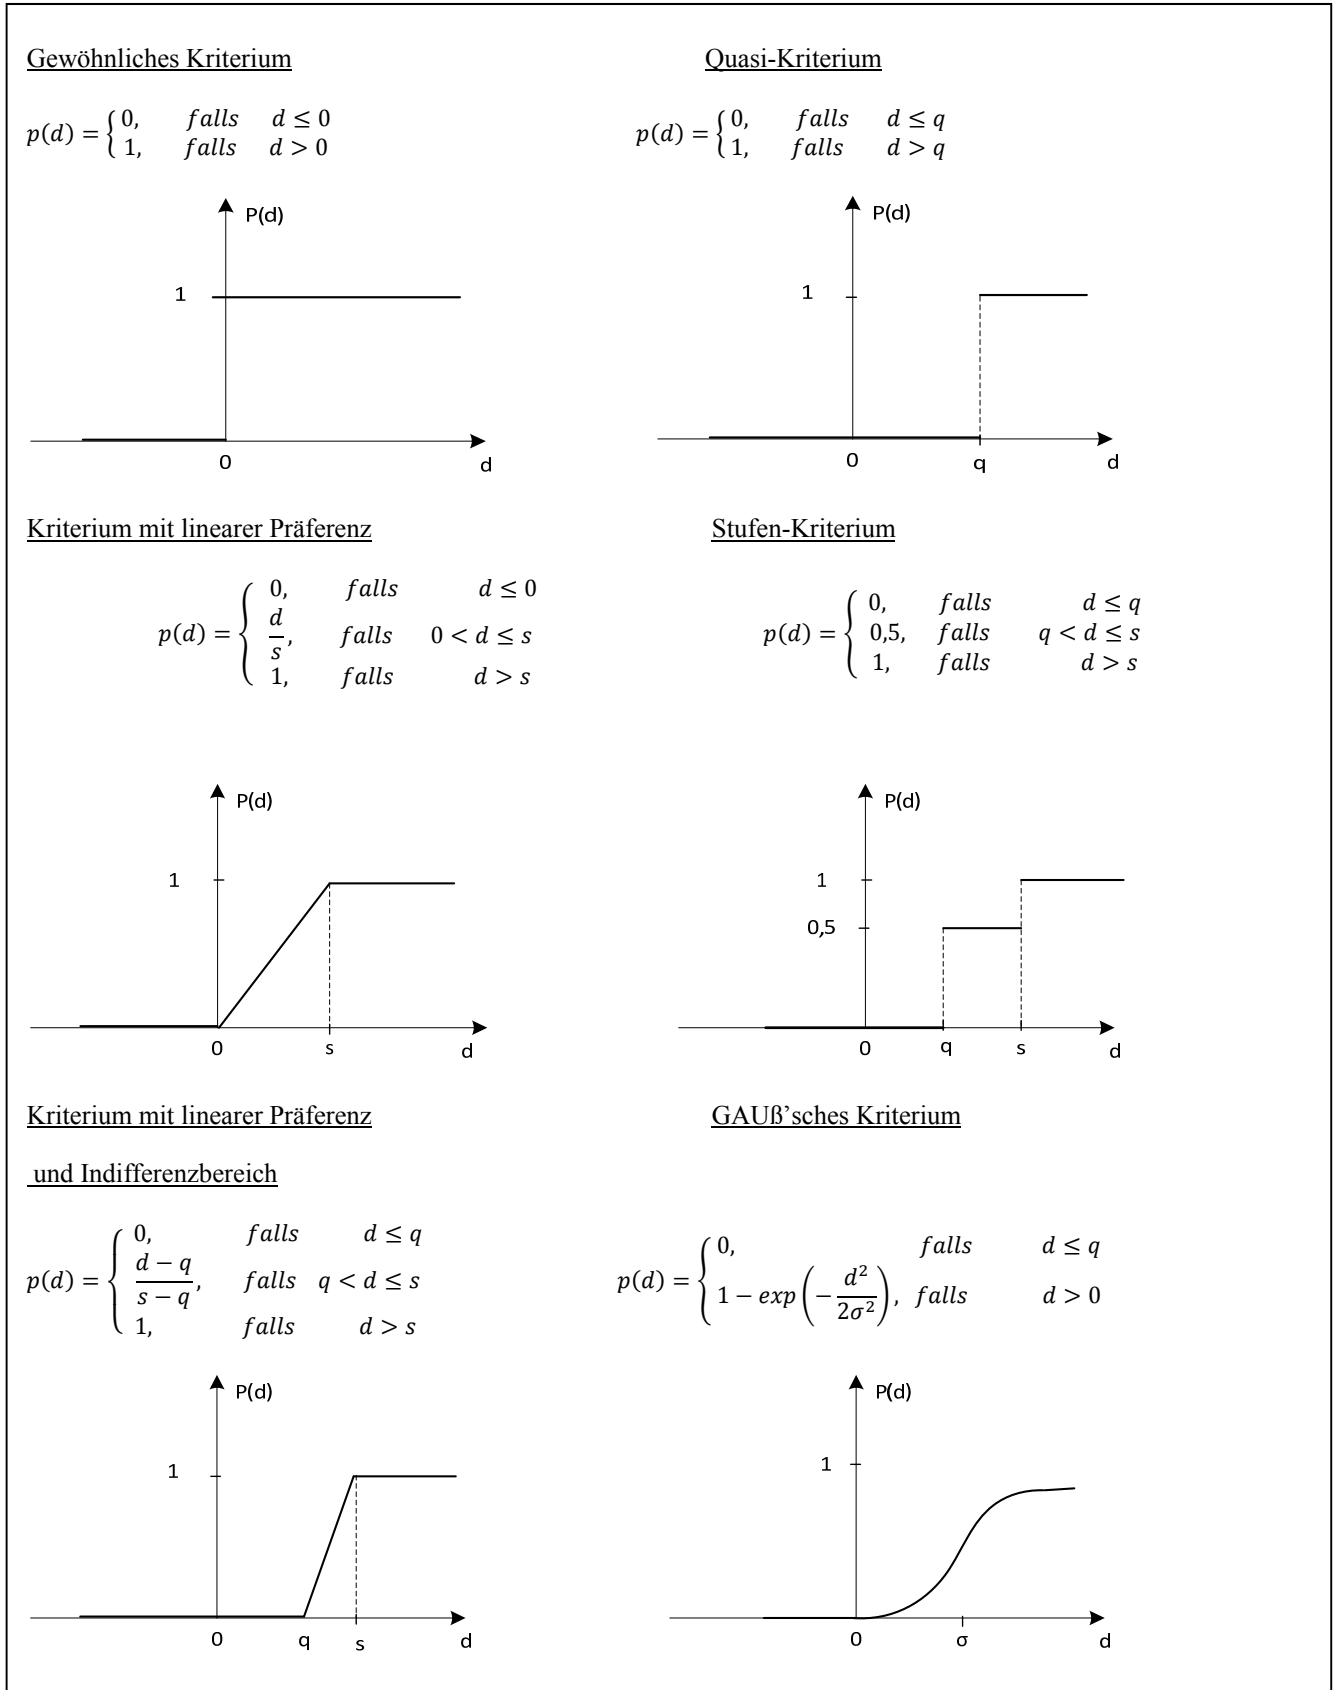 Gewöhnliches Kriterium
p(d) = { 0, falls d ≤ 0
1, falls d > 0
P(d)
1
0
d
Quasi-Kriterium
p(d) = { 0, falls d ≤ q
1, falls d > q
P(d)
1
0 q d
Kriterium mit linearer Präferenz
p(d) = { 0, falls d ≤ 0
d/s, falls 0 < d ≤ s
1, falls d > s
P(d)
1
0 s d
Stufen-Kriterium
p(d) = { 0, falls d ≤ q
0,5, falls q < d ≤ s
1, falls d > s
P(d)
1
0,5
0 q s d
Kriterium mit linearer Präferenz
und Indifferenzbereich
p(d) = { 0, falls d ≤ q
(d − q)/(s − q), falls q < d ≤ s
1, falls d > s
P(d)
1
0 q s d
GAUß’sches Kriterium
p(d) = { 0, falls d ≤ q
1 − exp(−d²/2σ²), falls d > 0
P(d)
1
0 σ d